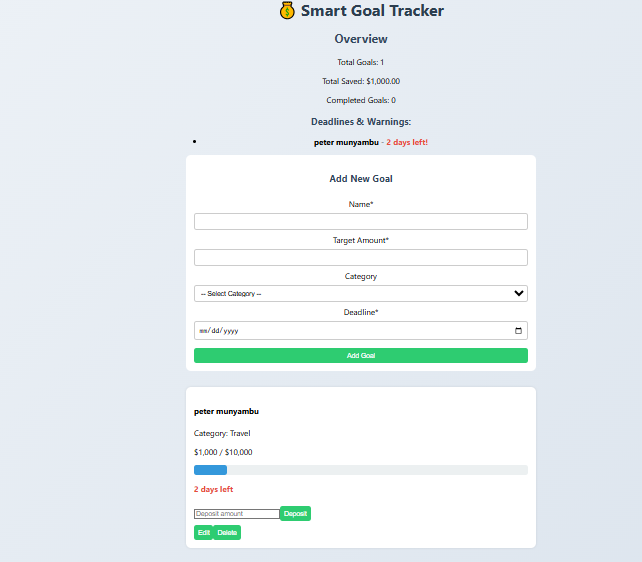 💰 Smart Goal Tracker
Overview
Total Goals: 1
Total Saved: $1,000.00
Completed Goals: 0
Deadlines & Warnings:
• peter munyambu - 2 days left!
Add New Goal
Name*
Target Amount*
Category
-- Select Category --
Deadline*
mm/dd/yyyy
Add Goal
peter munyambu
Category: Travel
$1,000 / $10,000
2 days left
Deposit amount Deposit
Edit Delete